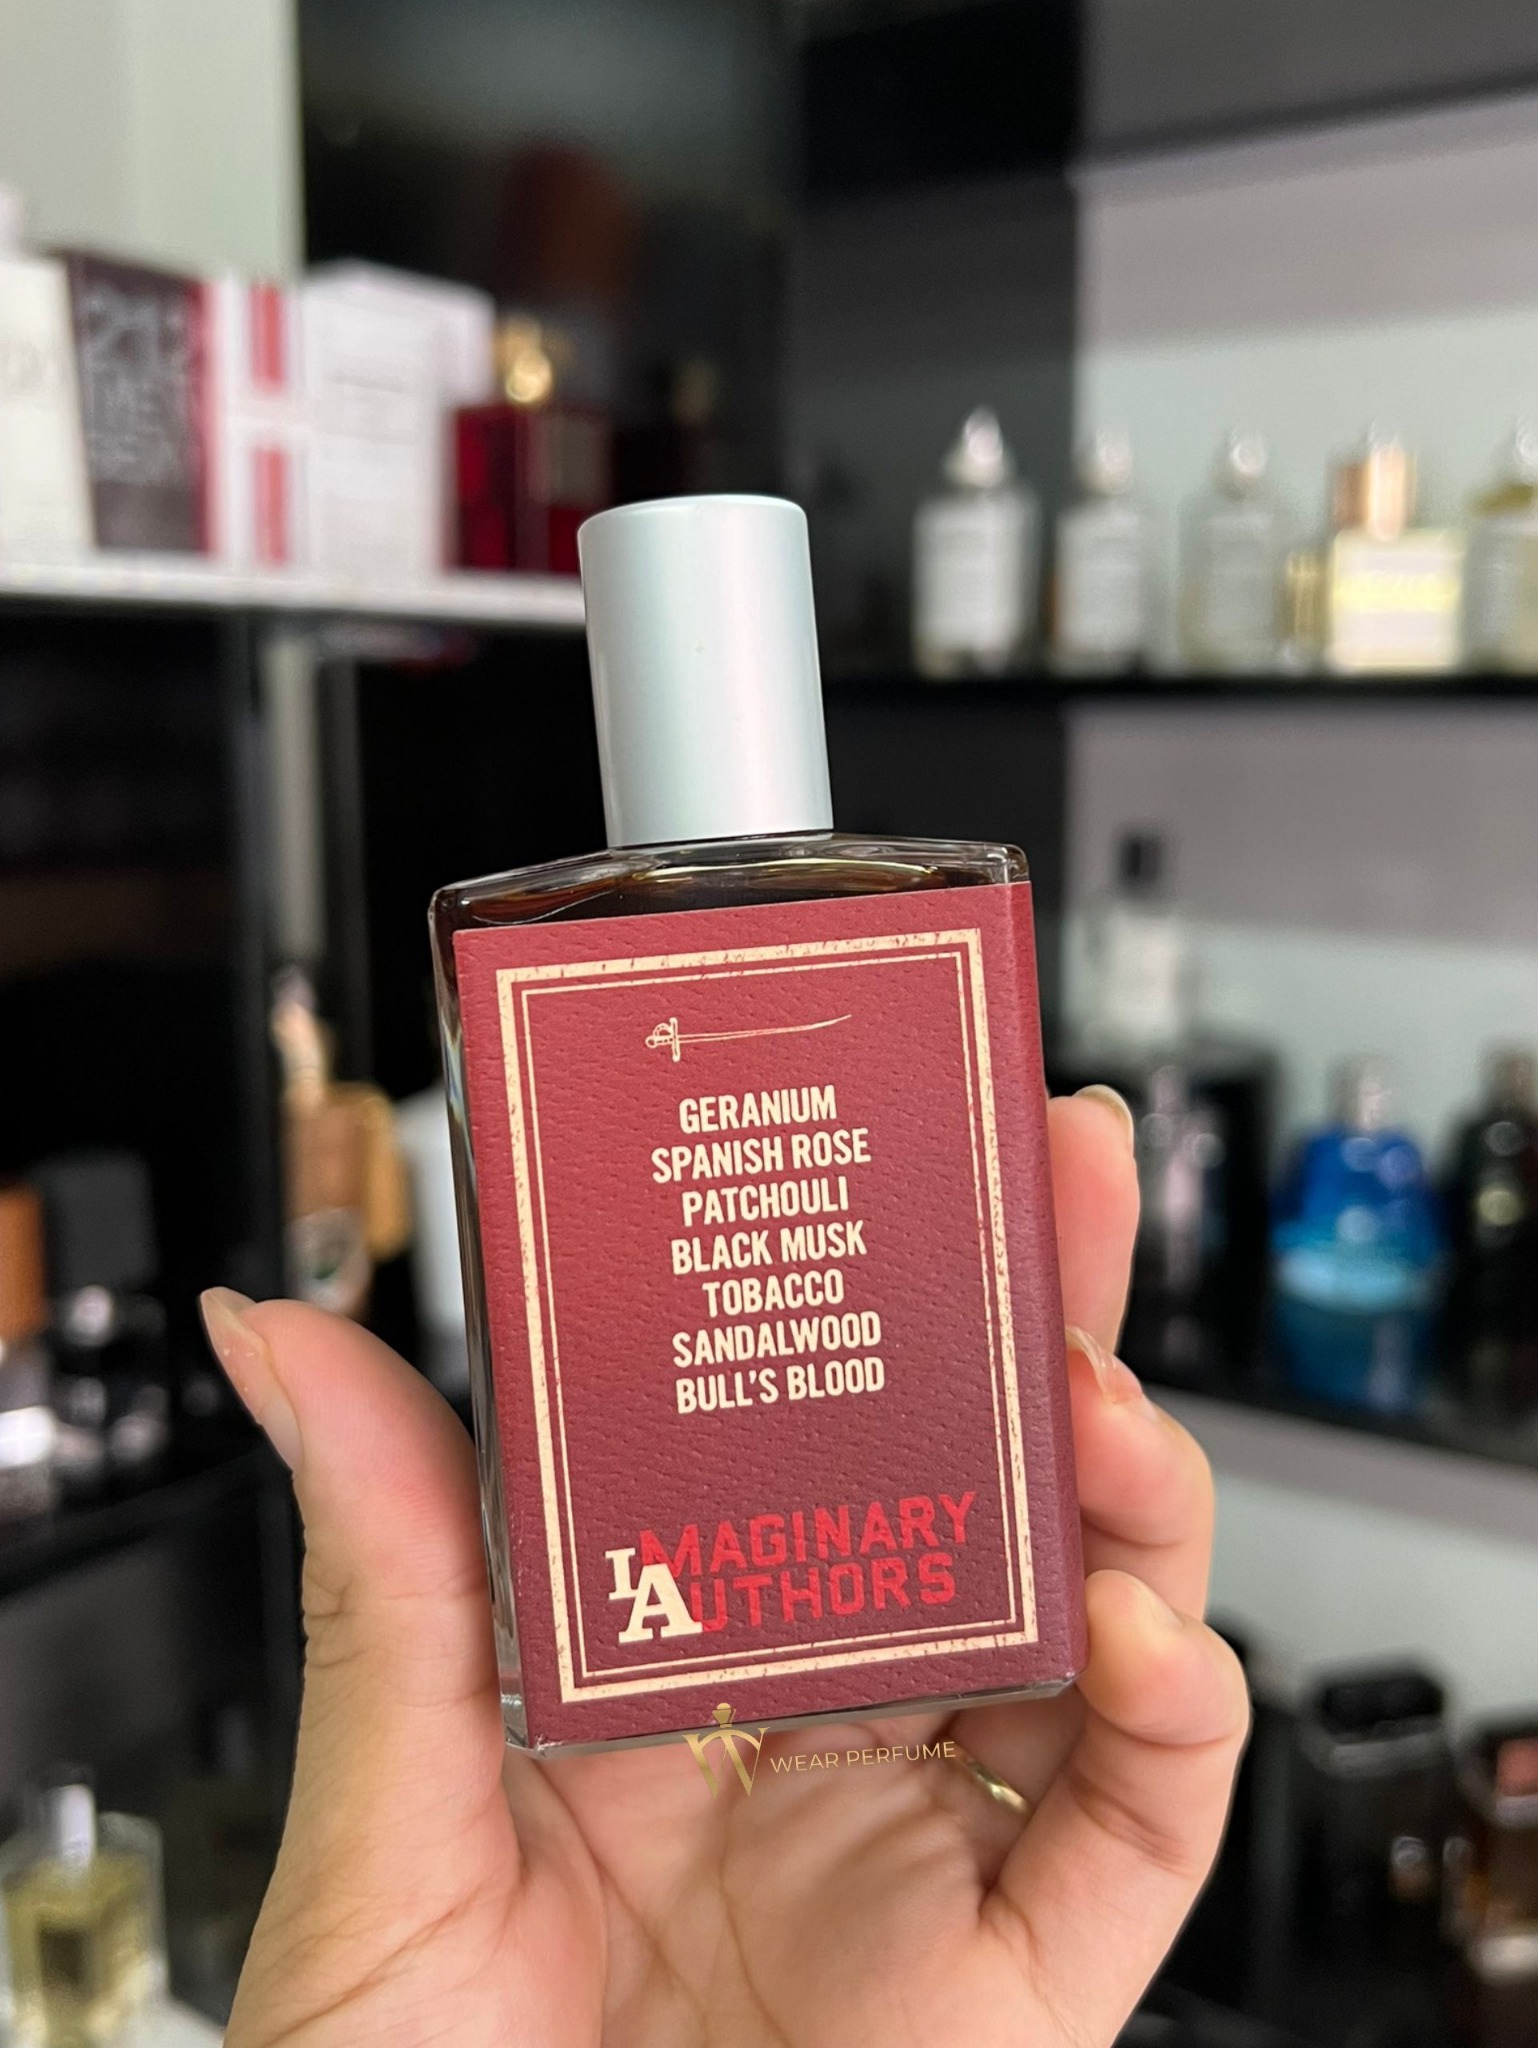 GERANIUM
SPANISH ROSE
PATCHOULI
BLACK MUSK
TOBACCO
SANDALWOOD
BULL'S BLOOD
IMAGINARY
AUTHORS
WEAR PERFUME